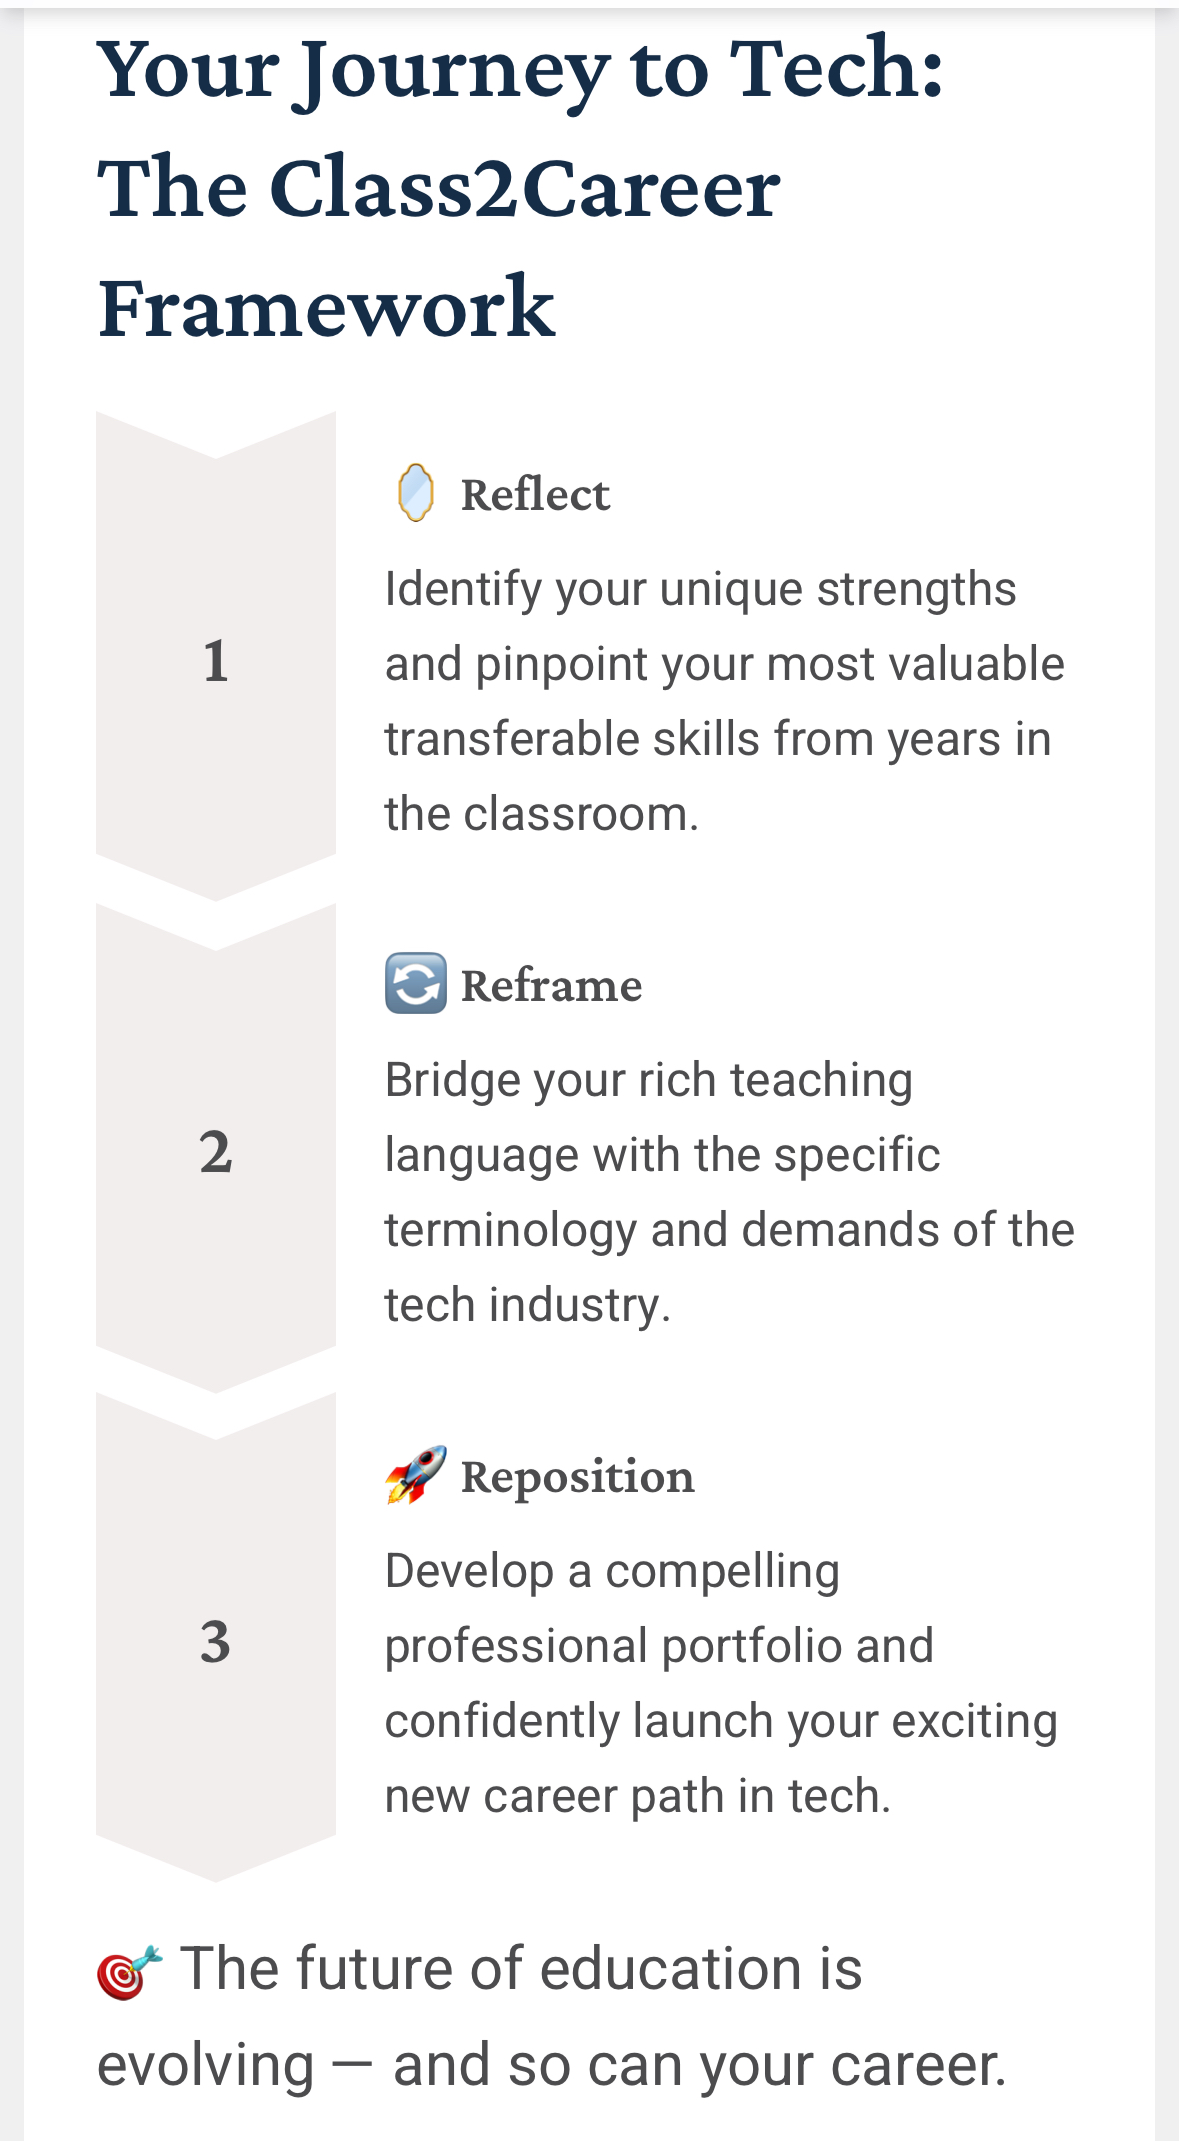 Your Journey to Tech:
The Class2Career
Framework
1
Reflect
Identify your unique strengths
and pinpoint your most valuable
transferable skills from years in
the classroom.
2
Reframe
Bridge your rich teaching
language with the specific
terminology and demands of the
tech industry.
3
Reposition
Develop a compelling
professional portfolio and
confidently launch your exciting
new career path in tech.
The future of education is
evolving — and so can your career.